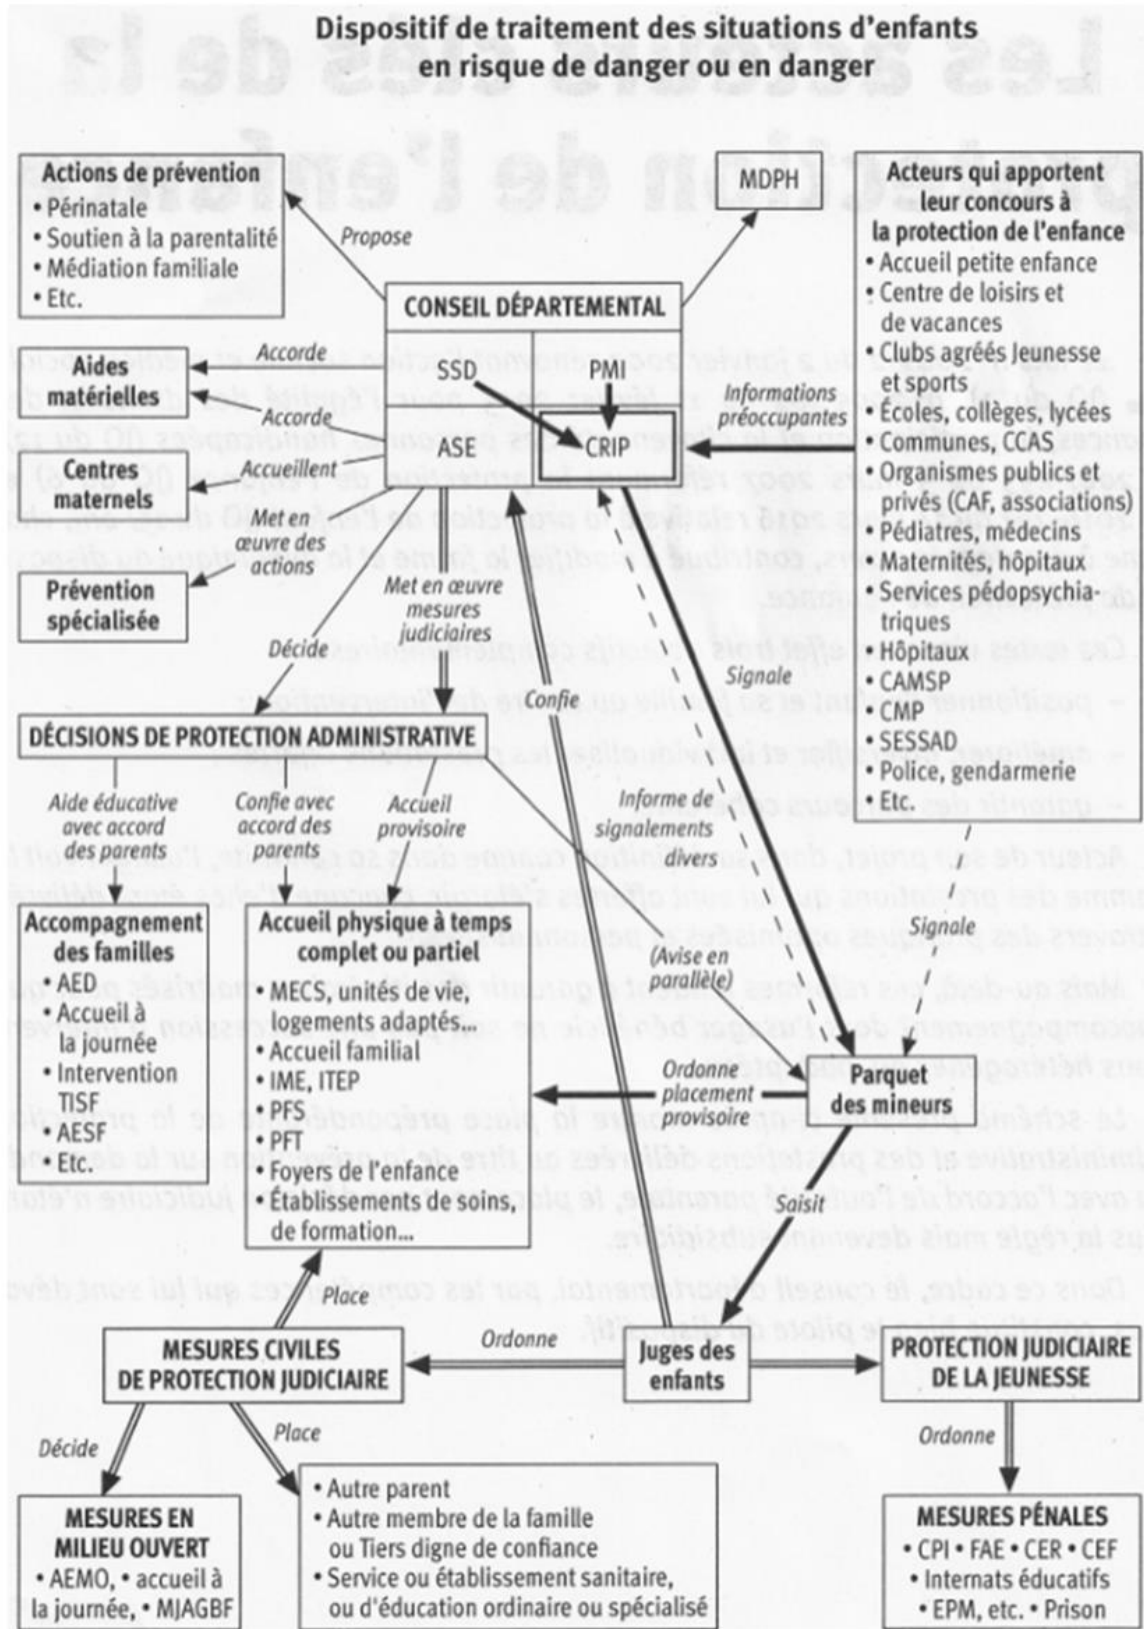 Dispositif de traitement des situations d'enfants
en risque de danger ou en danger
Actions de prévention
• Périnatale
• Soutien à la parentalité
• Médiation familiale
• Etc.
Propose
MDPH
Acteurs qui apportent
leur concours à
la protection de l'enfance
• Accueil petite enfance
• Centre de loisirs et
de vacances
• Clubs agréés Jeunesse
et sports
• Écoles, collèges, lycées
• Communes, CCAS
• Organismes publics et
privés (CAF, associations)
• Pédiatres, médecins
• Maternités, hôpitaux
• Services pédopsychia-
triques
• Hôpitaux
• CAMSP
• CMP
• SESSAD
• Police, gendarmerie
• Etc.
CONSEIL DÉPARTEMENTAL
SSD
PMI
ASE
CRIP
Informations
préoccupantes
Aides
matérielles
Accorde
Accorde
Centres
maternels
Accueillent
Met en
œuvre des
actions
Prévention
spécialisée
Met en œuvre
mesures
judiciaires
Décide
Confie
Signale
DÉCISIONS DE PROTECTION ADMINISTRATIVE
Aide éducative
avec accord
des parents
Confie avec
accord des
parents
Accueil
provisoire
Informe de
signalements
divers
(Avise en
parallèle)
Signale
Accompagnement
des familles
• AED
• Accueil à
la journée
• Intervention
TISF
• AESF
• Etc.
Accueil physique à temps
complet ou partiel
• MECS, unités de vie,
logements adaptés...
• Accueil familial
• IME, ITEP
• PFS
• PFT
• Foyers de l'enfance
• Établissements de soins,
de formation...
Ordonne
placement
provisoire
Parquet
des mineurs
Saisit
Place
MESURES CIVILES
DE PROTECTION JUDICIAIRE
Ordonne
Juges des
enfants
PROTECTION JUDICIAIRE
DE LA JEUNESSE
Décide
Place
Ordonne
MESURES EN
MILIEU OUVERT
• AEMO, • accueil à
la journée, • MJAGBF
• Autre parent
• Autre membre de la famille
ou Tiers digne de confiance
• Service ou établissement sanitaire,
ou d'éducation ordinaire ou spécialisé
MESURES PÉNALES
• CPI • FAE • CER • CEF
• Internats éducatifs
• EPM, etc. • Prison